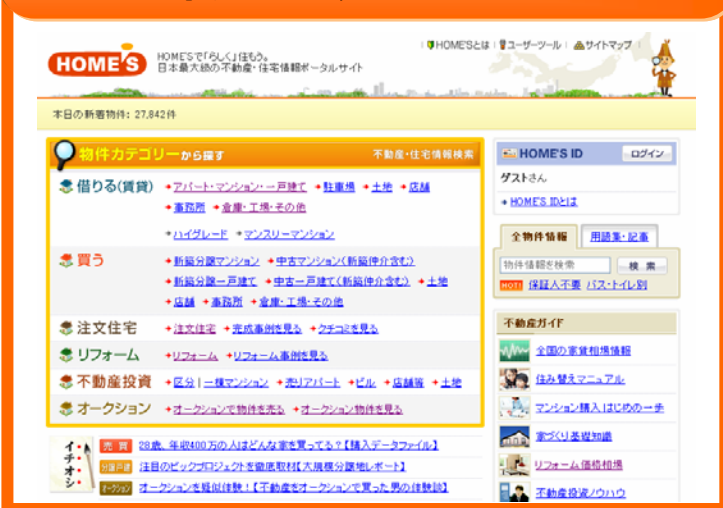 HOME'Sとは ユーザーツール サイトマップ
HOME'S
HOME'Sで「らしく」住もう。
日本最大級の不動産・住宅情報ポータルサイト
本日の新着物件: 27,842件
物件カテゴリーから探す 不動産・住宅情報検索
借りる(賃貸) アパート・マンション・一戸建て 駐車場 土地 店舗
事務所 倉庫・工場・その他
ハイグレード マンスリーマンション
買う 新築分譲マンション 中古マンション(新築仲介含む)
新築分譲一戸建て 中古一戸建て(新築仲介含む) 土地
店舗 事務所 倉庫・工場・その他
注文住宅 注文住宅 完成事例を見る クチコミを見る
リフォーム リフォーム リフォーム事例を見る
不動産投資 区分 | 一棟マンション 売りアパート ビル 店舗等 土地
オークション オークションで物件を売る オークション分物件を見る
イチオシ
売買 28歳、年収400万の人はどんな家を買ってる?【購入データファイル】
分譲戸建 注目のビックプロジェクトを徹底取材【大規模分譲地レポート】
オークション オークションを疑似体験!【不動産をオークションで買った男の体験談】
HOME'S ID ログイン
ゲストさん
HOME'S IDとは
全物件情報 用語集・記事
物件情報を検索 検索
HOT! 保証人不要 バス・トイレ別
不動産ガイド
全国の家賃相場情報
住み替えマニュアル
マンション購入はじめの一歩
家づくり基礎知識
リフォーム価格相場
不動産投資ノウハウ